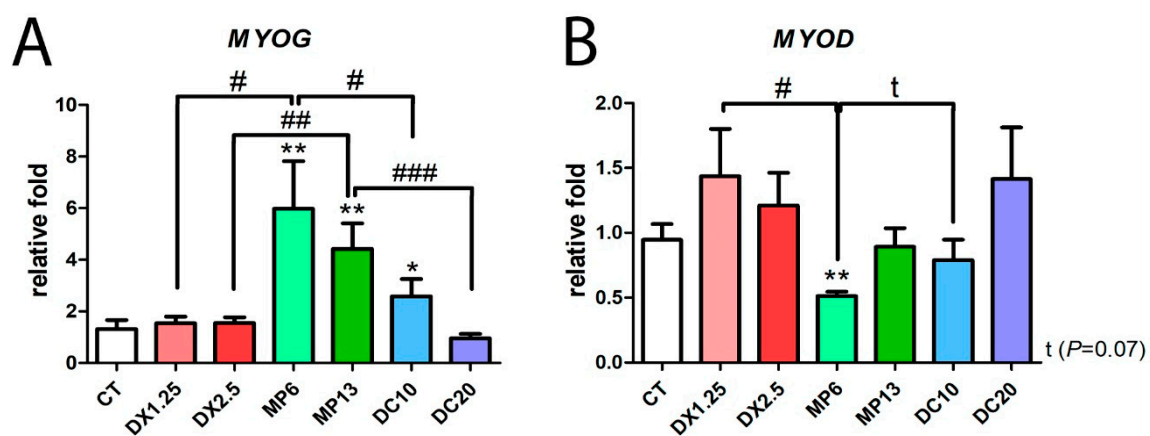 A
MYOG
relative fold
10
8
6
4
2
0
#
#
##
**
###
**
*
CT
DX1.25
DX2.5
MP6
MP13
DC10
DC20
B
MYOD
relative fold
2.0
1.5
1.0
0.5
0.0
#
t
**
CT
DX1.25
DX2.5
MP6
MP13
DC10
DC20
t (P=0.07)